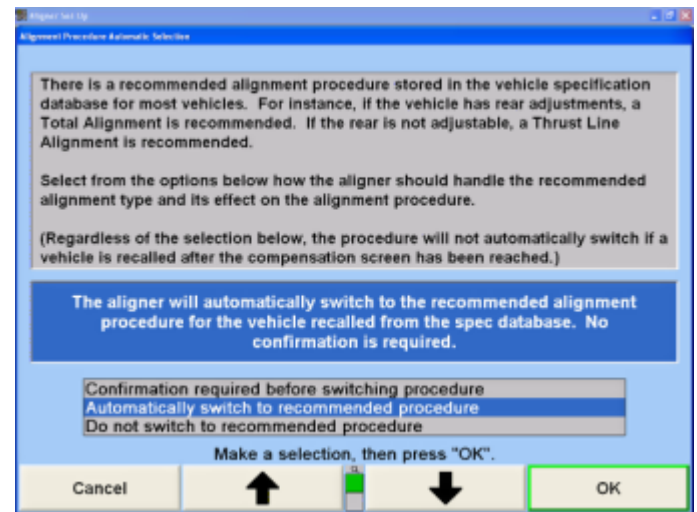 Aligner Set Up
Alignment Procedure Automatic Selection
There is a recommended alignment procedure stored in the vehicle specification
database for most vehicles. For instance, if the vehicle has rear adjustments, a
Total Alignment is recommended. If the rear is not adjustable, a Thrust Line
Alignment is recommended.
Select from the options below how the aligner should handle the recommended
alignment type and its effect on the alignment procedure.
(Regardless of the selection below, the procedure will not automatically switch if a
vehicle is recalled after the compensation screen has been reached.)
The aligner will automatically switch to the recommended alignment
procedure for the vehicle recalled from the spec database. No
confirmation is required.
Confirmation required before switching procedure
Automatically switch to recommended procedure
Do not switch to recommended procedure
Make a selection, then press "OK".
Cancel
OK